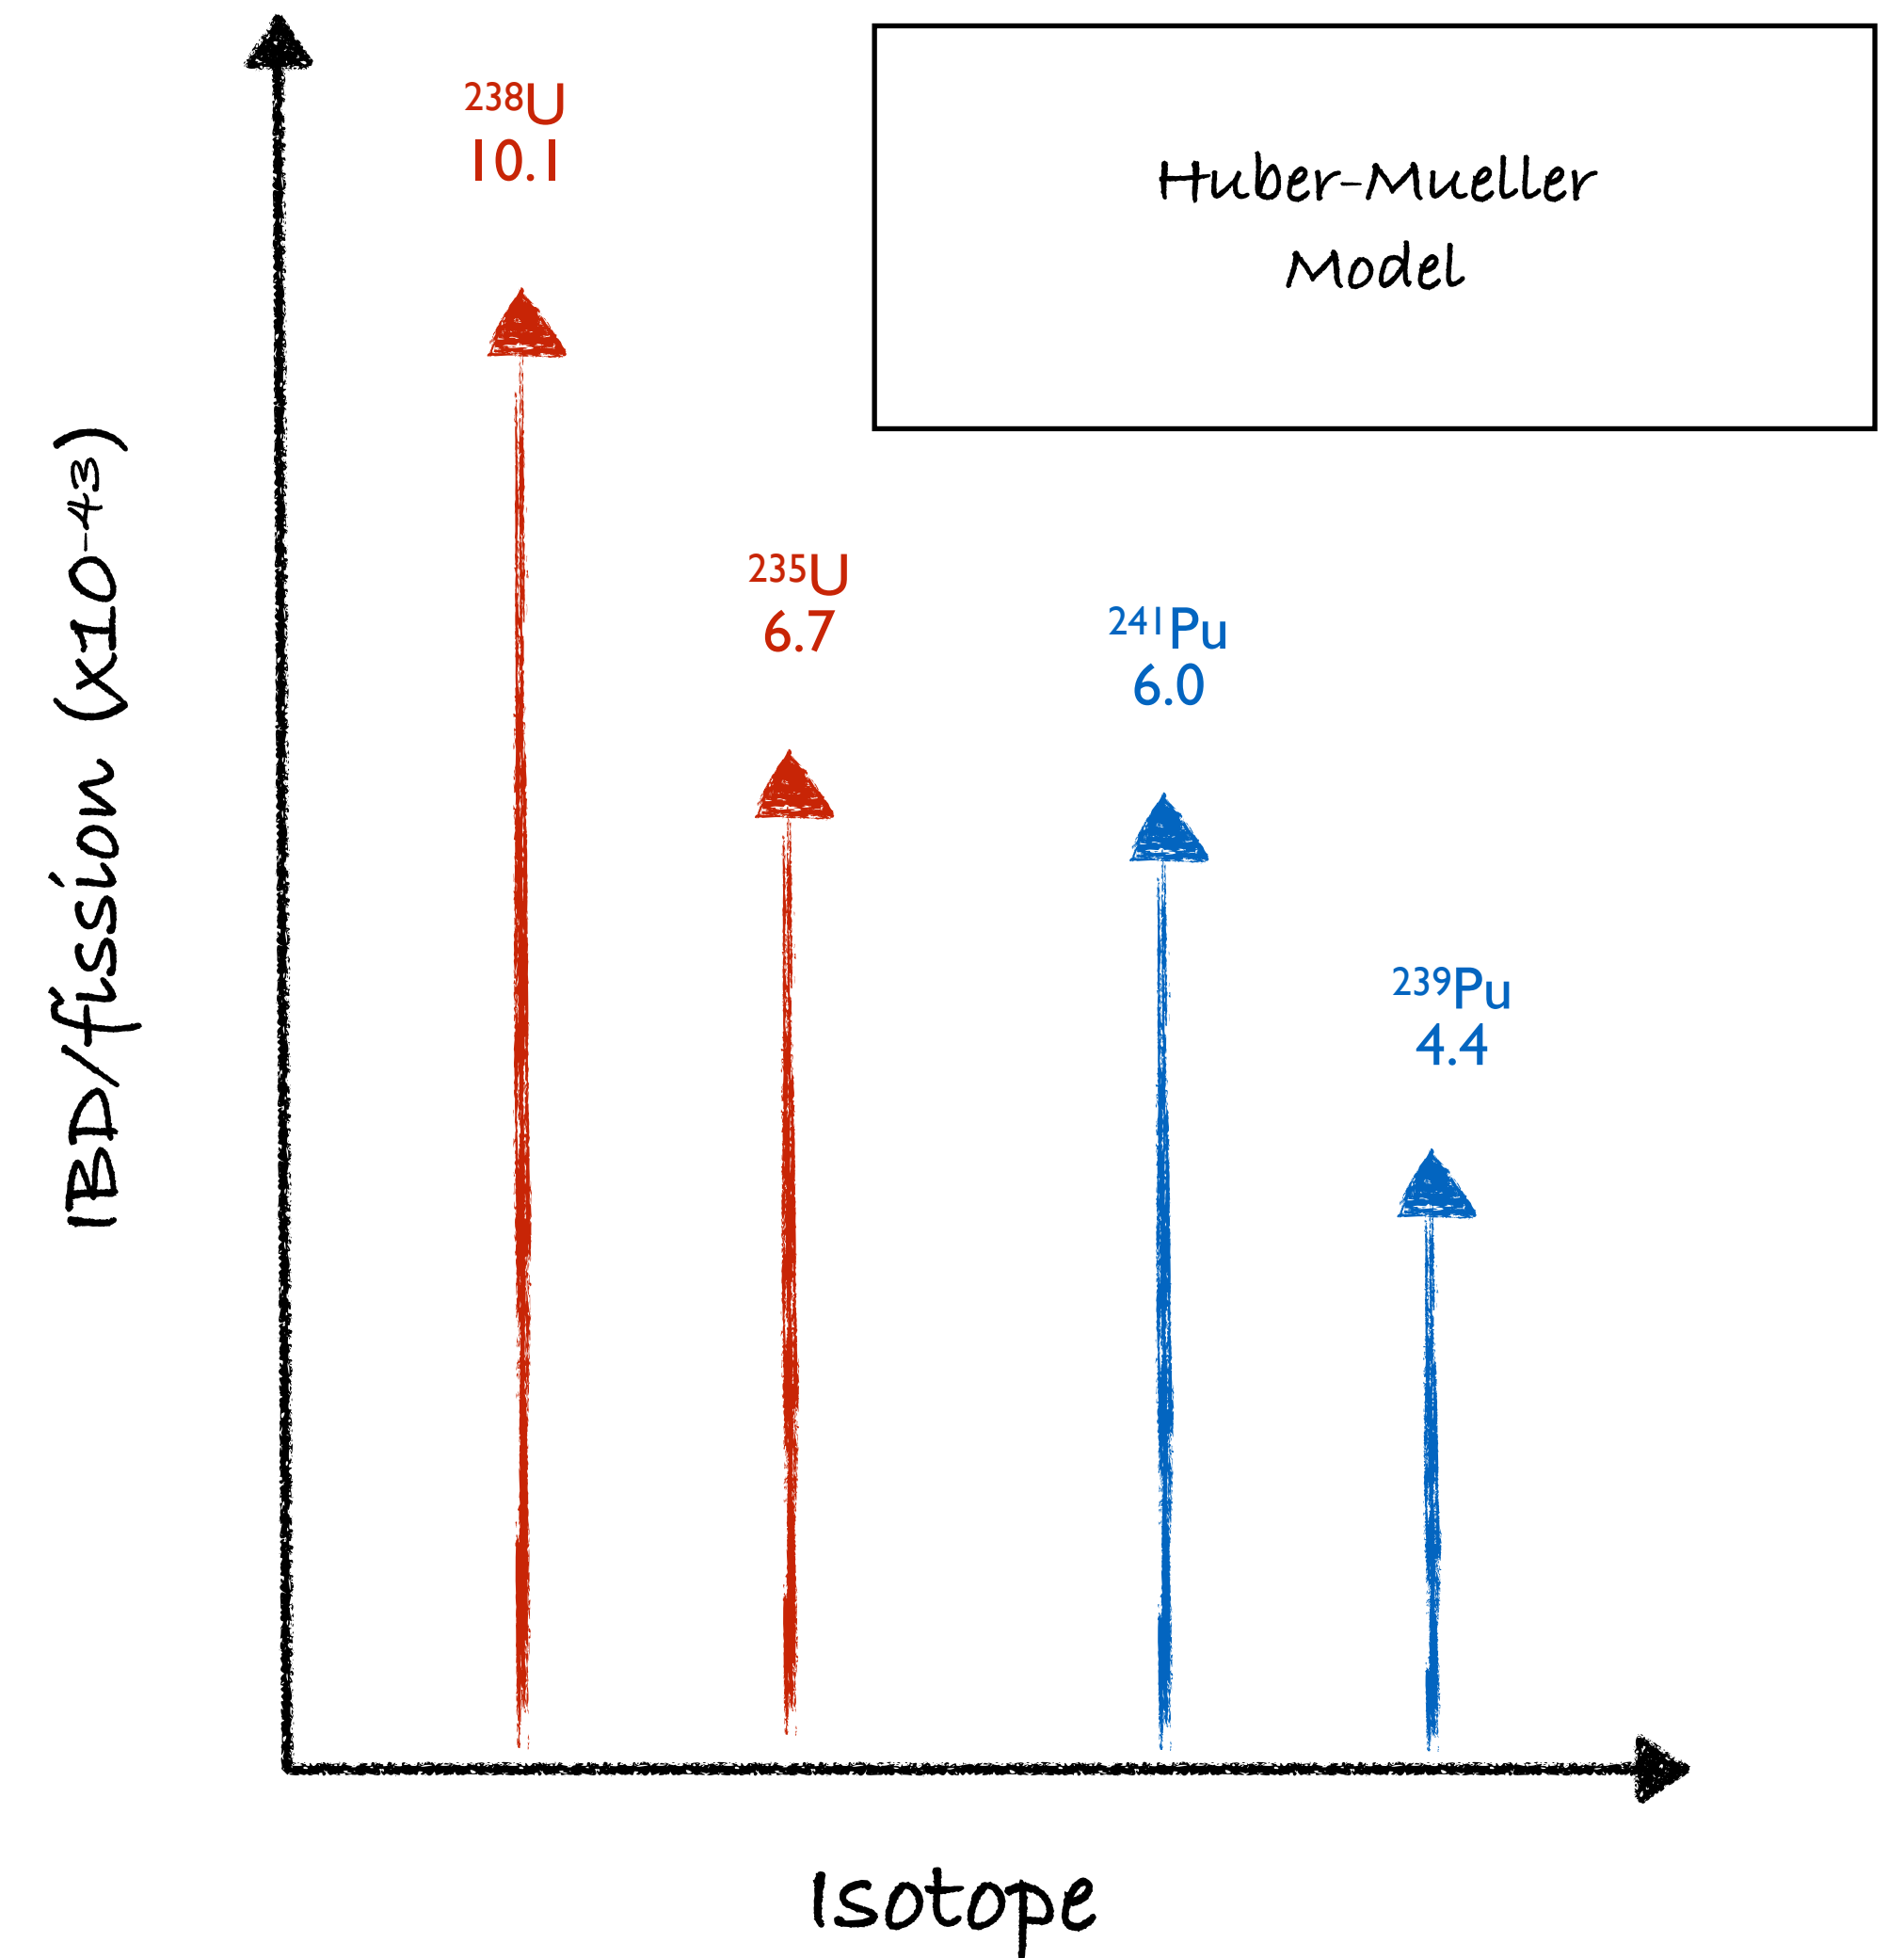 Huber-Mueller
Model
²³⁸U
10.1
²³⁵U
6.7
²⁴¹Pu
6.0
²³⁹Pu
4.4
IBD/fission (x10⁻⁴³)
Isotope